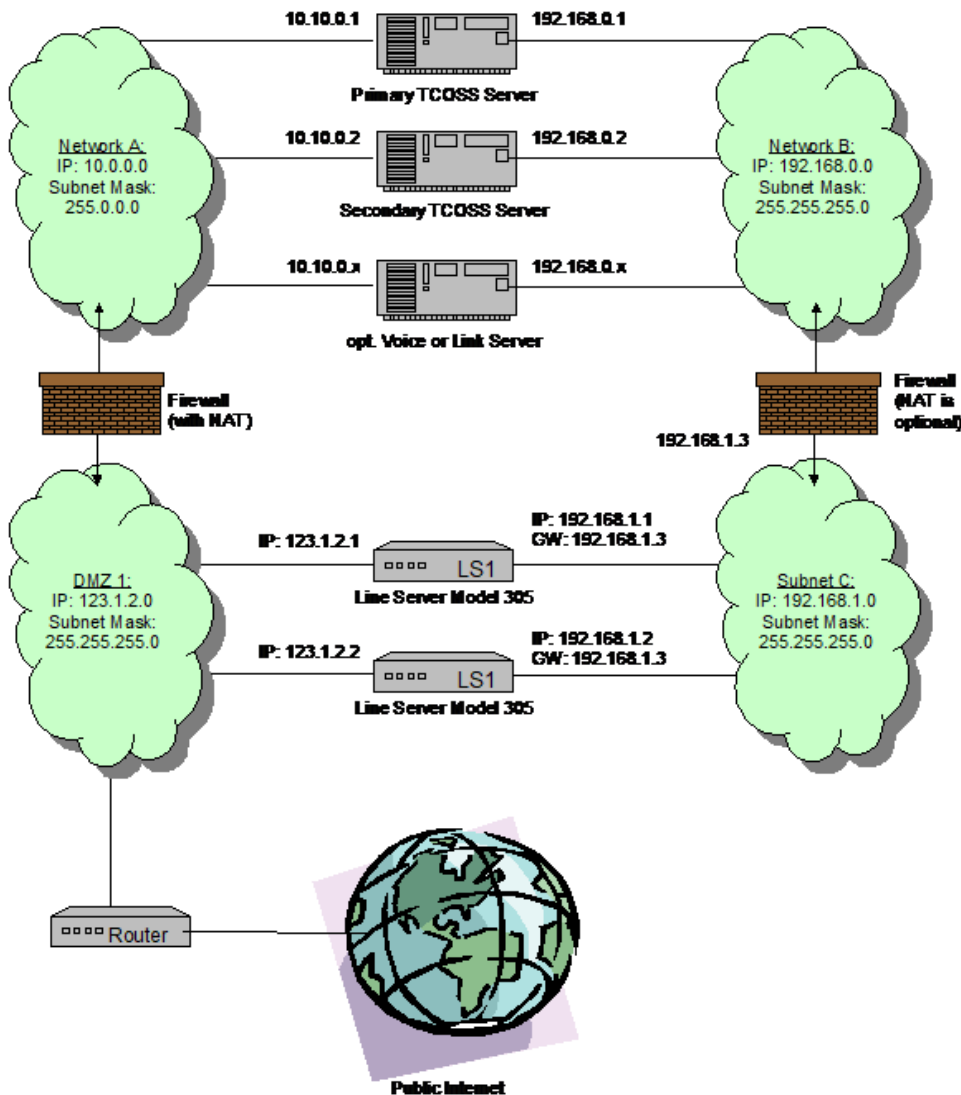 10.10.0.1
192.168.0.1
Primary TCOSS Server
Network A:
IP: 10.0.0.0
Subnet Mask:
255.0.0.0
10.10.0.2
192.168.0.2
Secondary TCOSS Server
Network B:
IP: 192.168.0.0
Subnet Mask:
255.255.255.0
10.10.0.x
192.168.0.x
opt. Voice or Link Server
Firewall
(with NAT)
Firewall
(NAT is
optional)
192.168.1.3
DMZ 1:
IP: 123.1.2.0
Subnet Mask:
255.255.255.0
IP: 123.1.2.1
IP: 192.168.1.1
GW: 192.168.1.3
LS1
Line Server Model 305
IP: 123.1.2.2
IP: 192.168.1.2
GW: 192.168.1.3
LS1
Line Server Model 305
Subnet C:
IP: 192.168.1.0
Subnet Mask:
255.255.255.0
Router
Public Internet